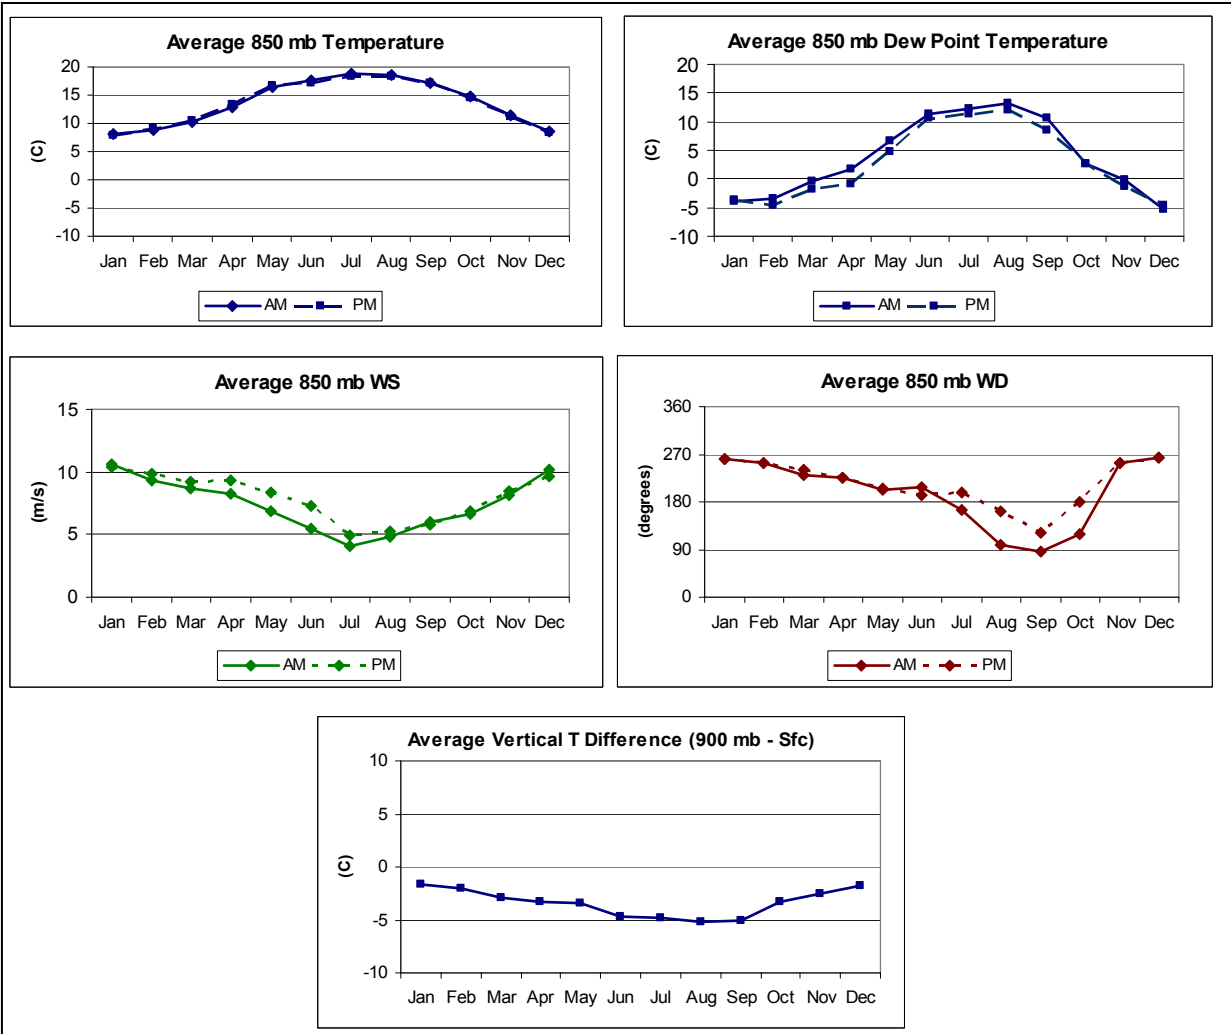 Average 850 mb Temperature
20
15
10
5
0
-5
-10
(C)
Jan Feb Mar Apr May Jun Jul Aug Sep Oct Nov Dec
AM PM
Average 850 mb Dew Point Temperature
20
15
10
5
0
-5
-10
(C)
Jan Feb Mar Apr May Jun Jul Aug Sep Oct Nov Dec
AM PM
Average 850 mb WS
15
10
5
0
(m/s)
Jan Feb Mar Apr May Jun Jul Aug Sep Oct Nov Dec
AM PM
Average 850 mb WD
360
270
180
90
0
(degrees)
Jan Feb Mar Apr May Jun Jul Aug Sep Oct Nov Dec
AM PM
Average Vertical T Difference (900 mb - Sfc)
10
5
0
-5
-10
(C)
Jan Feb Mar Apr May Jun Jul Aug Sep Oct Nov Dec